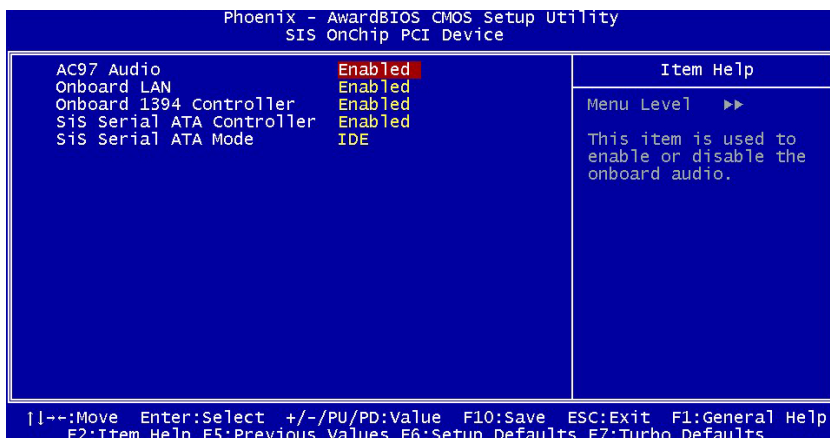 Phoenix - AwardBIOS CMOS Setup Utility
SIS OnChip PCI Device
AC97 Audio Enabled
Onboard LAN Enabled
Onboard 1394 Controller Enabled
SiS Serial ATA Controller Enabled
SiS Serial ATA Mode IDE
Item Help
Menu Level ▶▶
This item is used to
enable or disable the
onboard audio.
↑↓→←:Move Enter:Select +/-/PU/PD:Value F10:Save ESC:Exit F1:General Help
F2:Item Help F5:Previous Values F6:Setup Defaults F7:Turbo Defaults